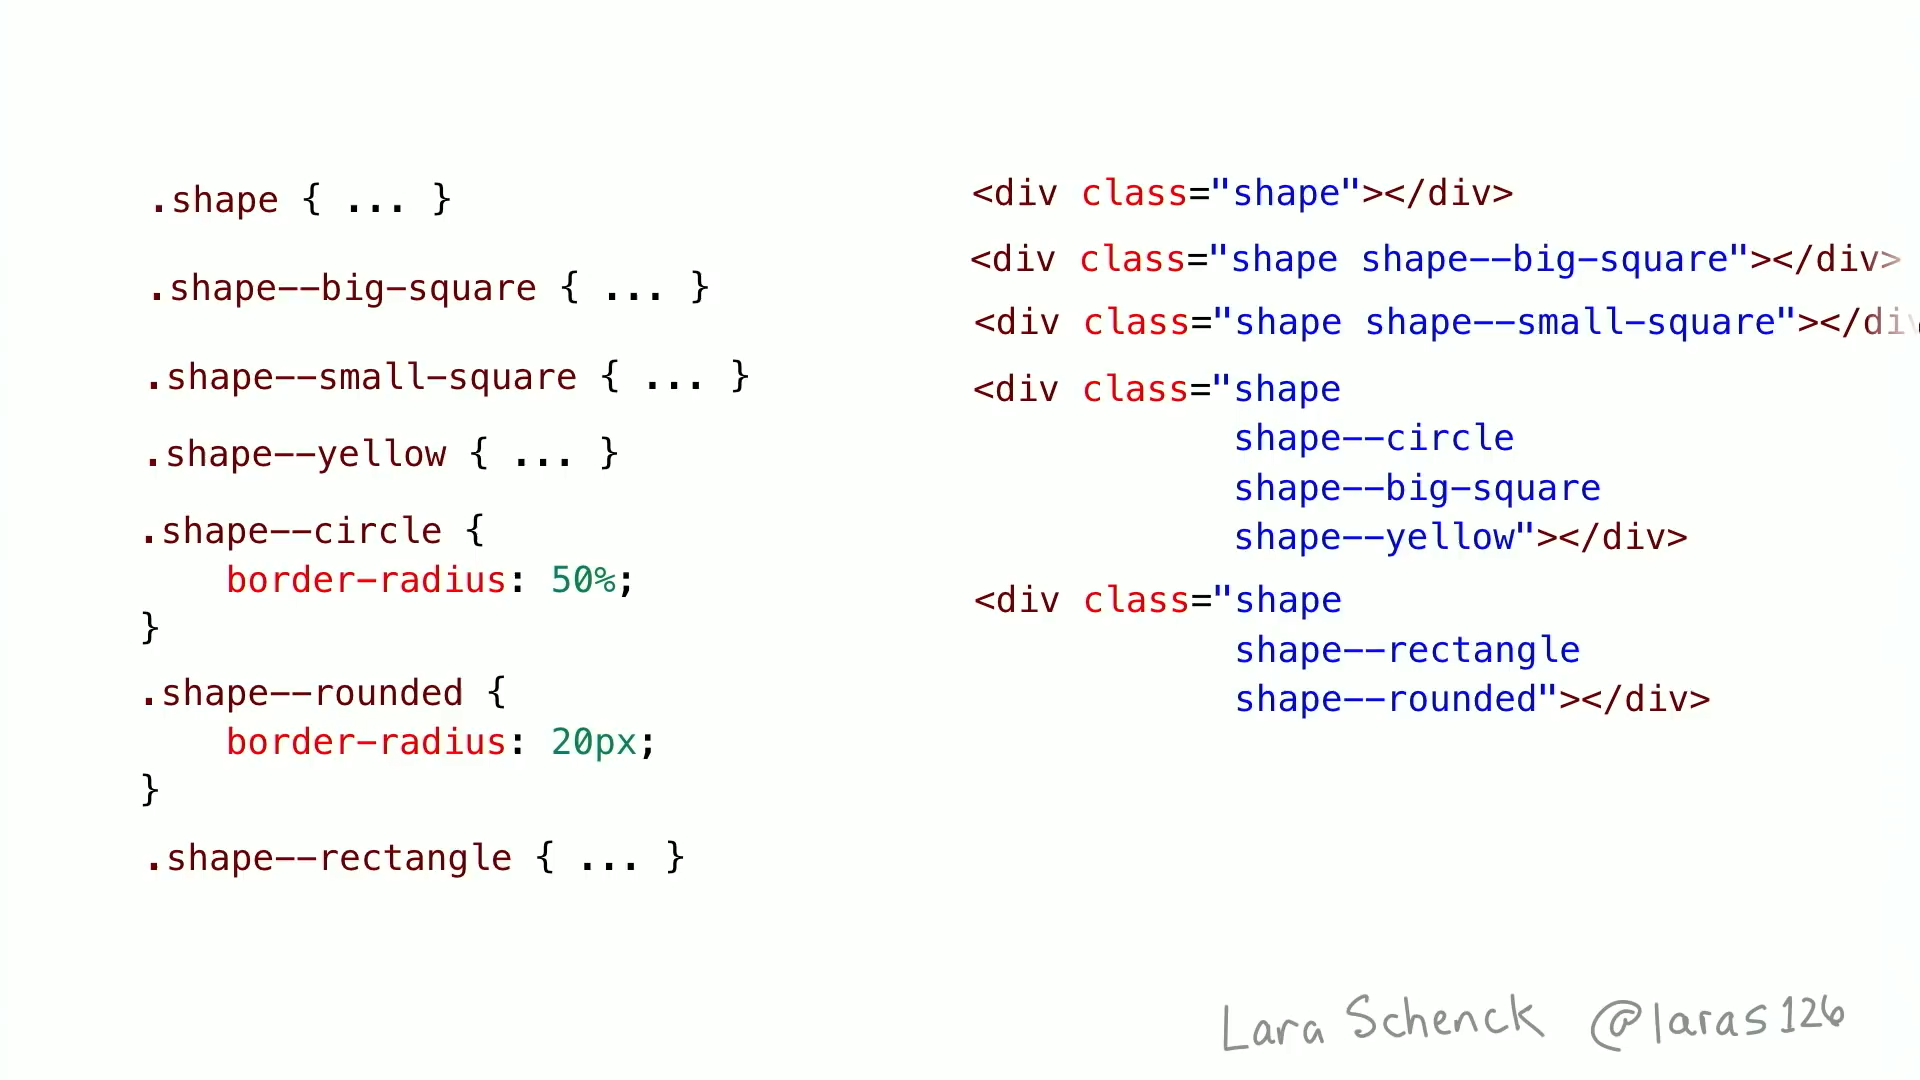 .shape { ... }
.shape--big-square { ... }
.shape--small-square { ... }
.shape--yellow { ... }
.shape--circle {
border-radius: 50%;
}
.shape--rounded {
border-radius: 20px;
}
.shape--rectangle { ... }
<div class="shape"></div>
<div class="shape shape--big-square"></div>
<div class="shape shape--small-square"></div
<div class="shape
shape--circle
shape--big-square
shape--yellow"></div>
<div class="shape
shape--rectangle
shape--rounded"></div>
Lara Schenck @laras126